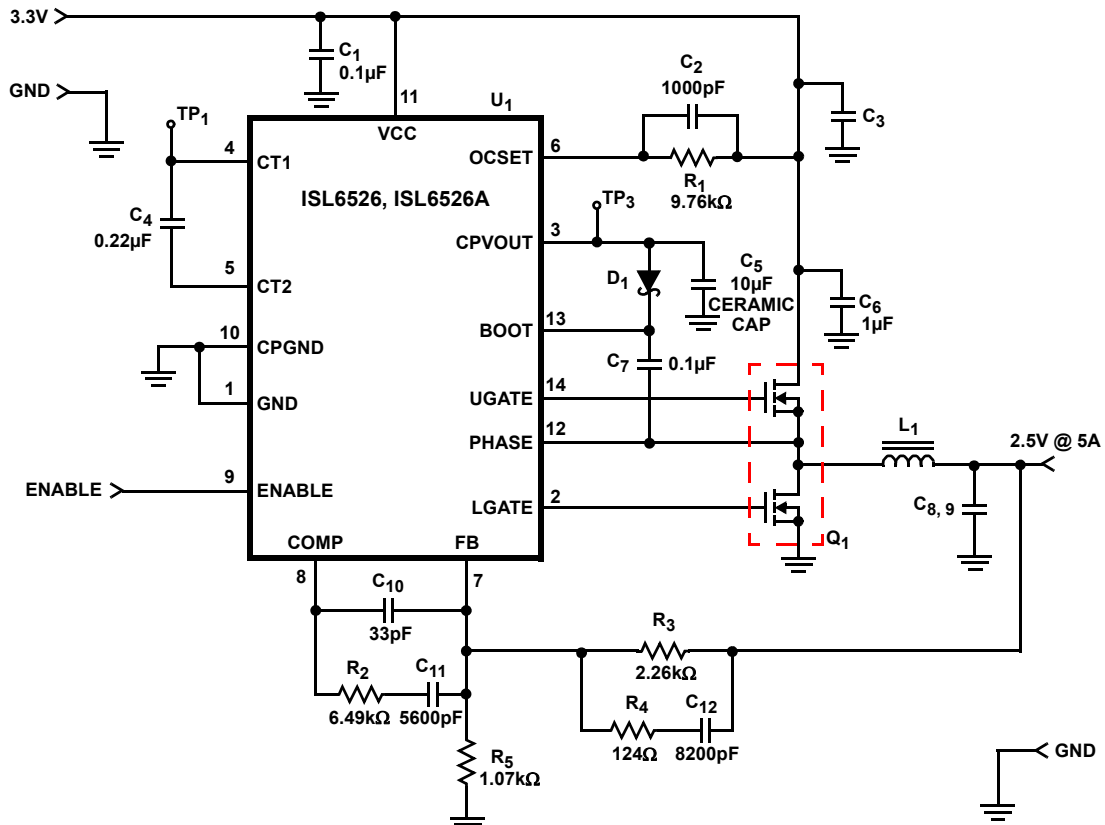 3.3V
GND
C1
0.1µF
11
U1
VCC
C2
1000pF
C3
TP1
4
CT1
OCSET
6
R1
9.76kΩ
ISL6526, ISL6526A
C4
0.22µF
TP3
CPVOUT
3
5
CT2
D1
C5
10µF
CERAMIC
CAP
C6
1µF
10
CPGND
BOOT
13
C7
0.1µF
1
GND
UGATE
14
PHASE
12
L1
2.5V @ 5A
ENABLE
9
ENABLE
LGATE
2
C8, 9
Q1
COMP
FB
8
7
C10
33pF
R3
2.26kΩ
R2
6.49kΩ
C11
5600pF
R4
124Ω
C12
8200pF
R5
1.07kΩ
GND